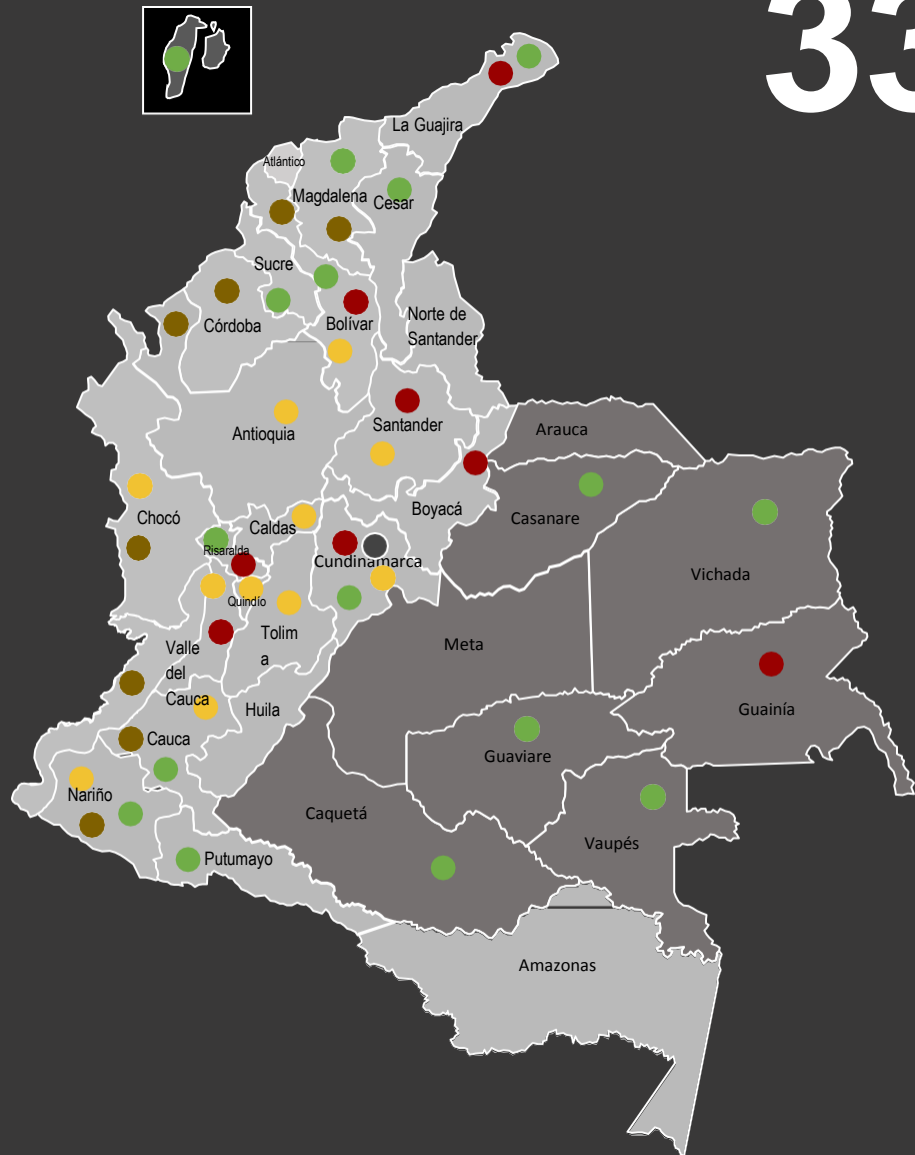 33
La Guajira
Atlántico
Magdalena
Cesar
Sucre
Córdoba
Bolívar
Norte de
Santander
Antioquia
Santander
Arauca
Boyacá
Casanare
Chocó
Caldas
Risaralda
Cundinamarca
Vichada
Quindío
Tolim
a
Meta
Valle
del
Cauca
Huila
Guainía
Cauca
Guaviare
Nariño
Caquetá
Vaupés
Putumayo
Amazonas